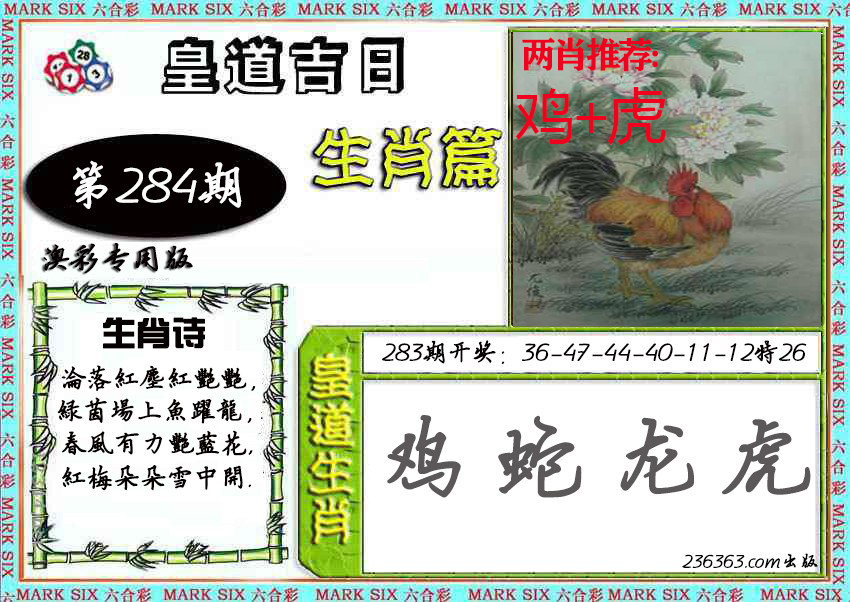 MARK SIX 六合彩 MARK SIX 六合彩 MARK SIX 六合彩 MARK SIX 六合彩 MARK SIX 六合彩 MARK SIX 六合彩
28
1
3
皇道吉日
两肖推荐:
鸡+虎
生肖篇
第284期
澳彩专用版
生肖诗
淪落紅塵紅艷艷,
綠茵場上魚躍龍,
春風有力艷藍花,
紅梅朵朵雪中開.
283期开奖：36-47-44-40-11-12特26
皇道生肖
鸡 蛇 龙 虎
236363.com出版
MARK SIX 六合彩 MARK SIX 六合彩 MARK SIX 六合彩 MARK SIX 六合彩 MARK SIX 六合彩 MARK SIX 六合彩